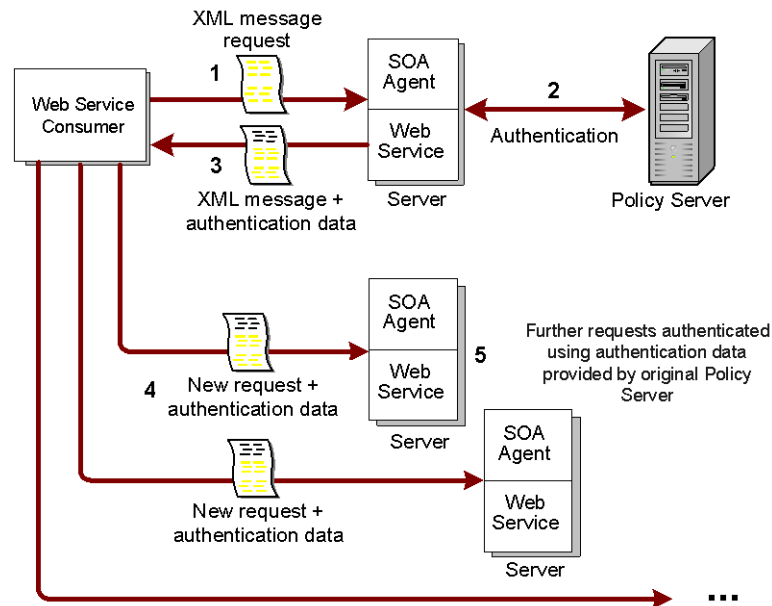 XML message
request
1
SOA
Agent
2
Web Service
Consumer
Web
Service
Authentication
3
XML message +
authentication data
Server
Policy Server
SOA
Agent
5
Further requests authenticated
using authentication data
provided by original Policy
Server
Web
Service
4
New request +
authentication data
Server
SOA
Agent
Web
Service
New request +
authentication data
Server
...